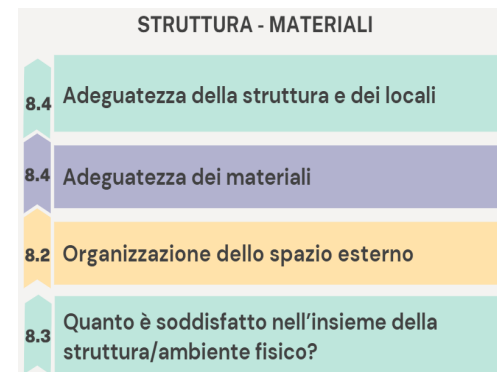 STRUTTURA - MATERIALI
8.4 Adeguatezza della struttura e dei locali
8.4 Adeguatezza dei materiali
8.2 Organizzazione dello spazio esterno
8.3 Quanto è soddisfatto nell'insieme della
struttura/ambiente fisico?